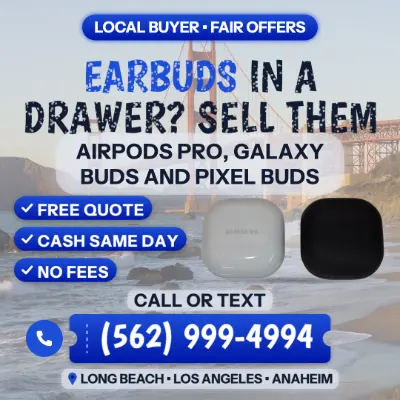 LOCAL BUYER • FAIR OFFERS
EARBUDS IN A
DRAWER? SELL THEM
AIRPODS PRO, GALAXY
BUDS AND PIXEL BUDS
FREE QUOTE
CASH SAME DAY
NO FEES
SAMSUNG
CALL OR TEXT
(562) 999-4994
LONG BEACH • LOS ANGELES • ANAHEIM